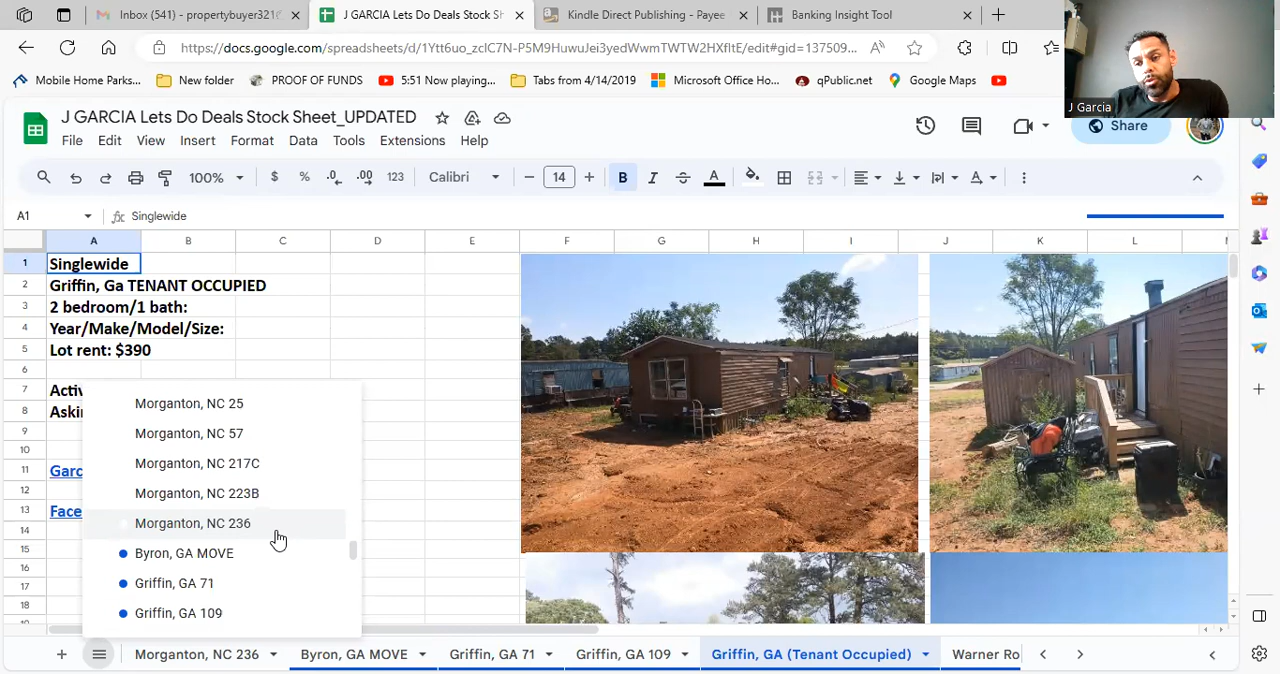 Inbox (541) - propertybuyer321@
J GARCIA Lets Do Deals Stock Sh
Kindle Direct Publishing - Payee
Banking Insight Tool
https://docs.google.com/spreadsheets/d/
Mobile Home Parks...
New folder
PROOF OF FUNDS
5:51 Now playing...
Tabs from 4/14/2019
Microsoft Office Ho...
qPublic.net
Google Maps
J Garcia
J GARCIA Lets Do Deals Stock Sheet_UPDATED
File Edit View Insert Format Data Tools Extensions Help
Share
100% $ % .0 .00 123 Calibri − 14 + B I A
A1 fx Singlewide
A B C D E F G H I J K L
1 Singlewide
2 Griffin, Ga TENANT OCCUPIED
3 2 bedroom/1 bath:
4 Year/Make/Model/Size:
5 Lot rent: $390
6
7 Activ
8 Askin
9
10
11 Garc
12
13 Face
14
15
16
17
18
Morganton, NC 25
Morganton, NC 57
Morganton, NC 217C
Morganton, NC 223B
Morganton, NC 236
Byron, GA MOVE
Griffin, GA 71
Griffin, GA 109
Morganton, NC 236
Byron, GA MOVE
Griffin, GA 71
Griffin, GA 109
Griffin, GA (Tenant Occupied)
Warner Ro